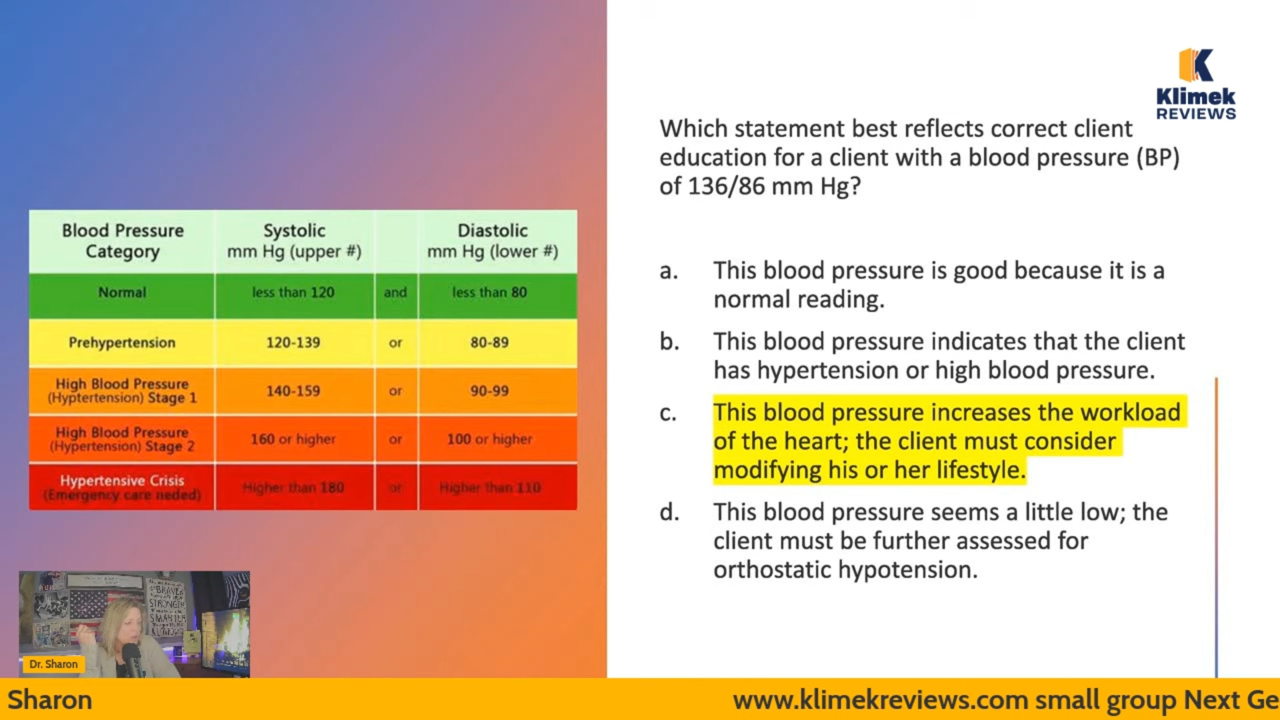 Klimek
REVIEWS
Which statement best reflects correct client
education for a client with a blood pressure (BP)
of 136/86 mm Hg?
a. This blood pressure is good because it is a
normal reading.
b. This blood pressure indicates that the client
has hypertension or high blood pressure.
c. This blood pressure increases the workload
of the heart; the client must consider
modifying his or her lifestyle.
d. This blood pressure seems a little low; the
client must be further assessed for
orthostatic hypotension.
Blood Pressure Category Systolic mm Hg (upper #) Diastolic mm Hg (lower #)
Normal less than 120 and less than 80
Prehypertension 120-139 or 80-89
High Blood Pressure (Hyptertension) Stage 1 140-159 or 90-99
High Blood Pressure (Hypertension) Stage 2 160 or higher or 100 or higher
Hypertensive Crisis (Emergency care neded) Higher than 180 or Higher than 110
BRAVER
STRONGER
SMARTER
Dr. Sharon
Sharon www.klimekreviews.com small group Next Ge